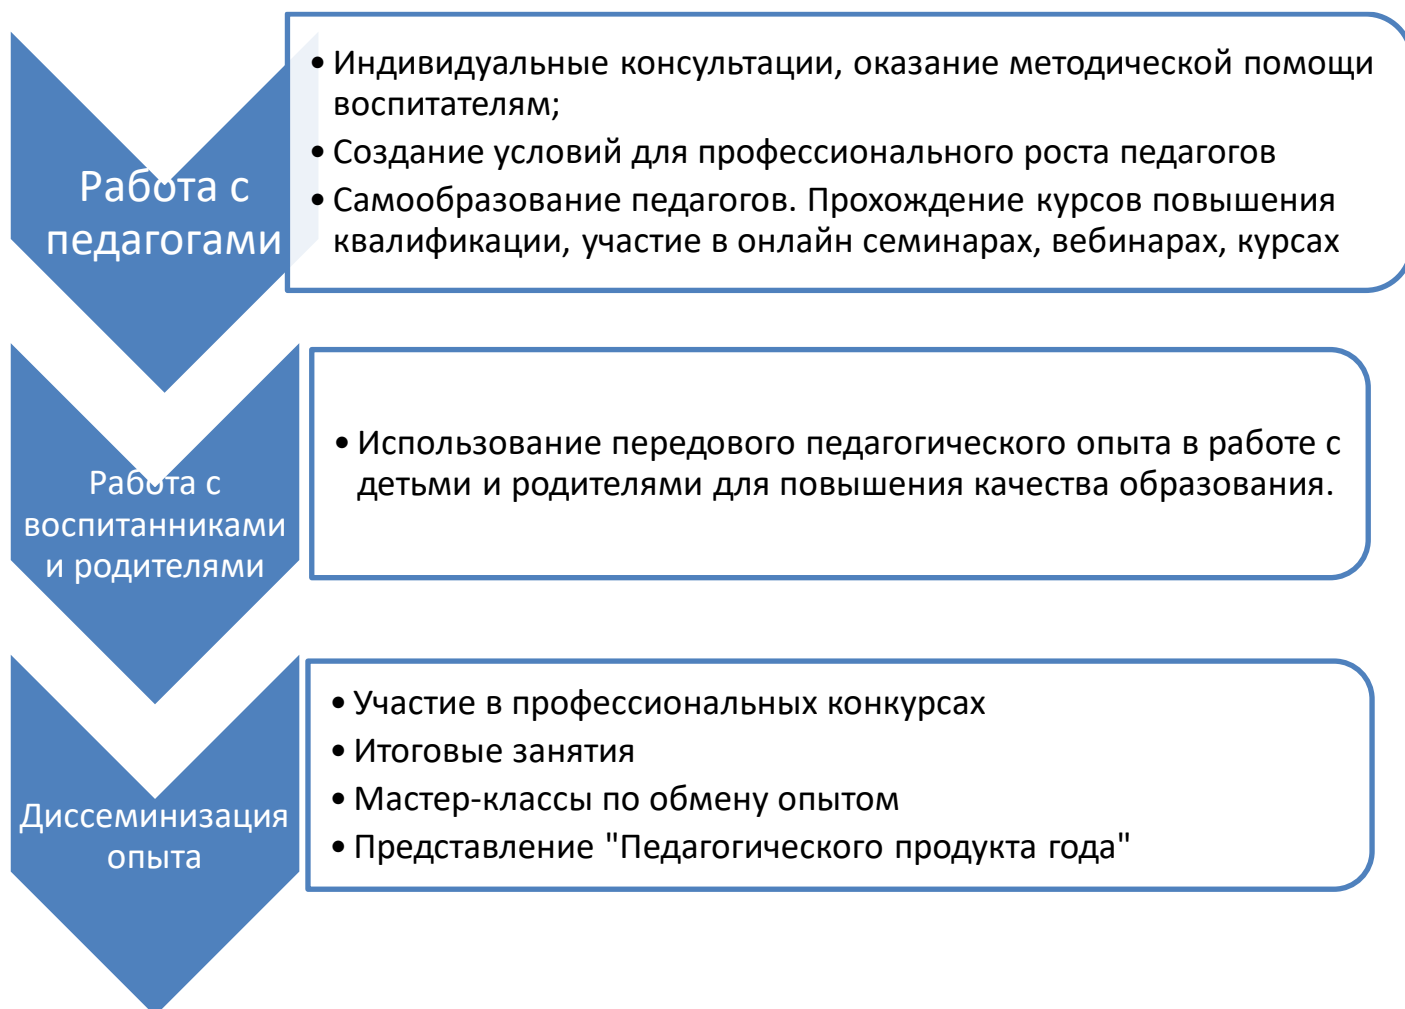 Работа с
педагогами
• Индивидуальные консультации, оказание методической помощи
воспитателям;
• Создание условий для профессионального роста педагогов
• Самообразование педагогов. Прохождение курсов повышения
квалификации, участие в онлайн семинарах, вебинарах, курсах
Работа с
воспитанниками
и родителями
• Использование передового педагогического опыта в работе с
детьми и родителями для повышения качества образования.
Диссеминизация
опыта
• Участие в профессиональных конкурсах
• Итоговые занятия
• Мастер-классы по обмену опытом
• Представление "Педагогического продукта года"